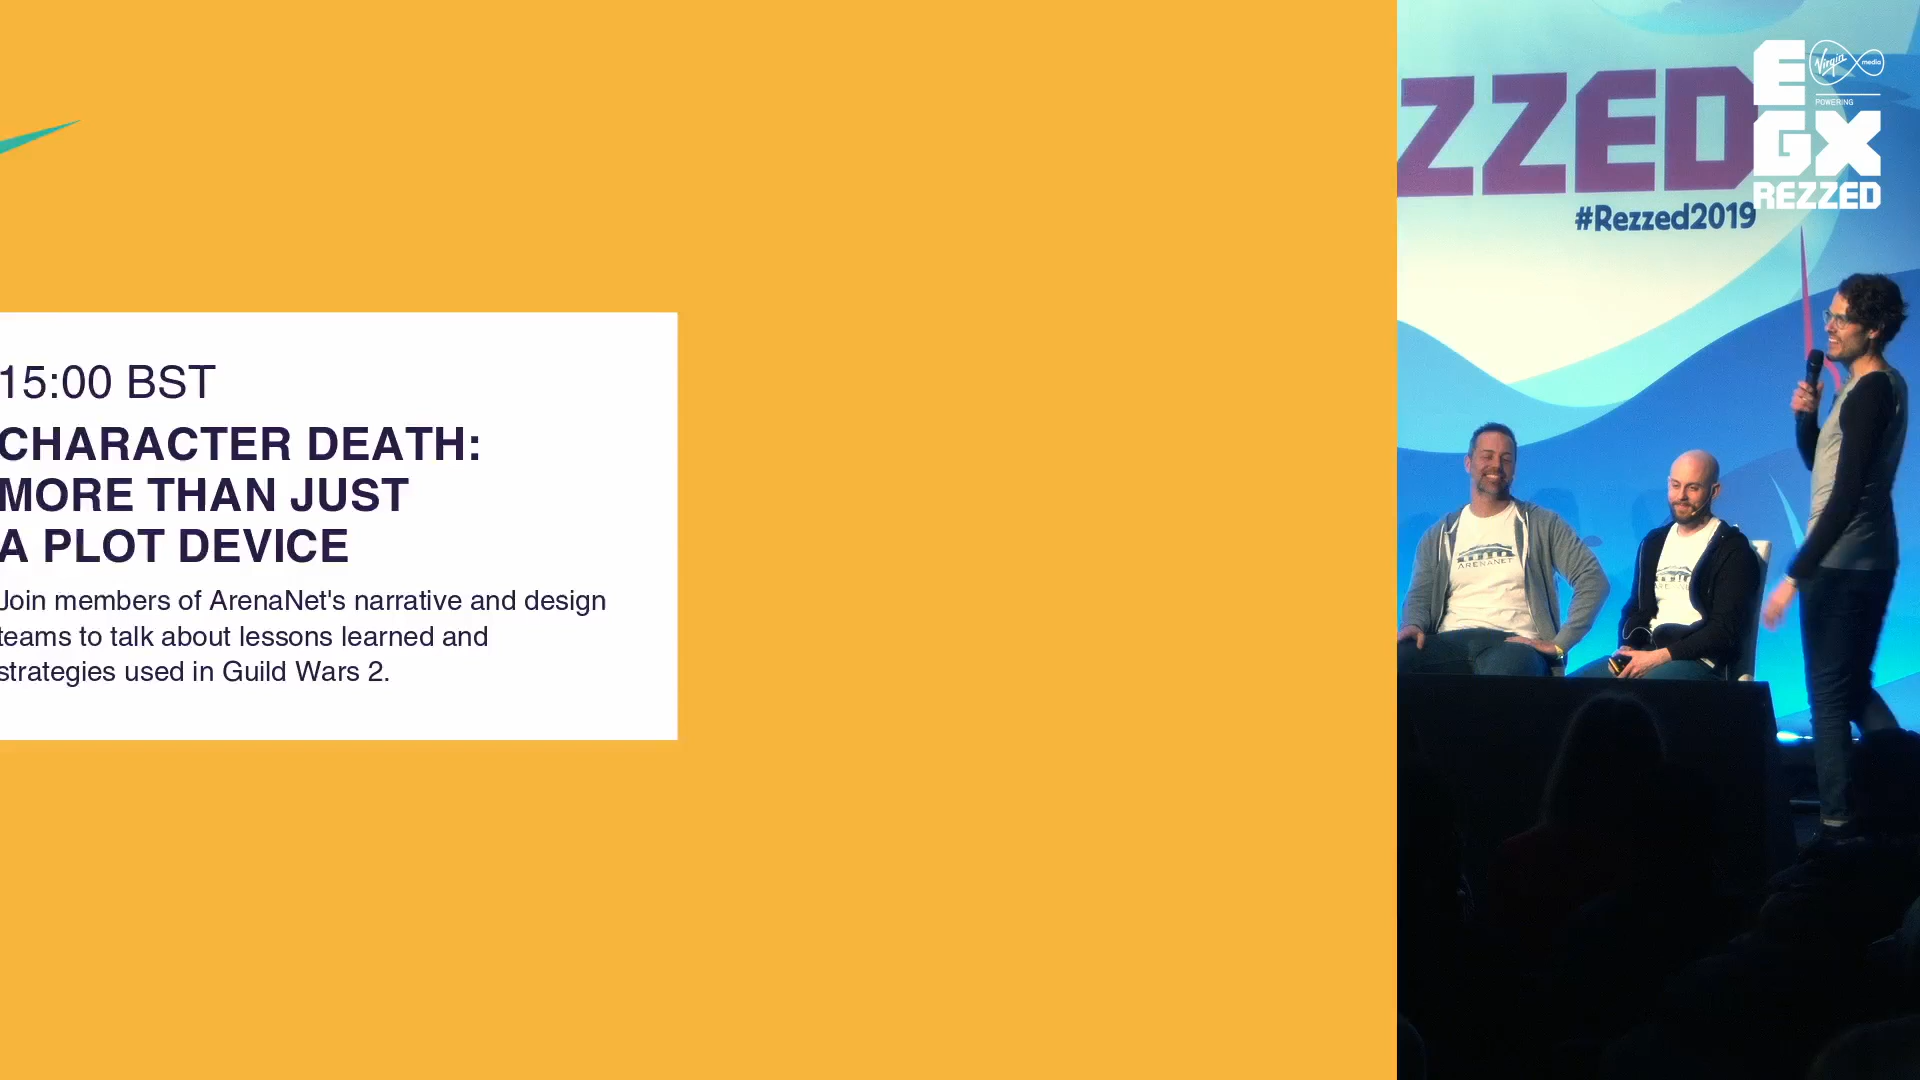 15:00 BST
CHARACTER DEATH:
MORE THAN JUST
A PLOT DEVICE
Join members of ArenaNet's narrative and design
teams to talk about lessons learned and
strategies used in Guild Wars 2.
ZZED
#Rezzed2019
E
Virgin media
POWERING
GX
REZZED
ARENANET